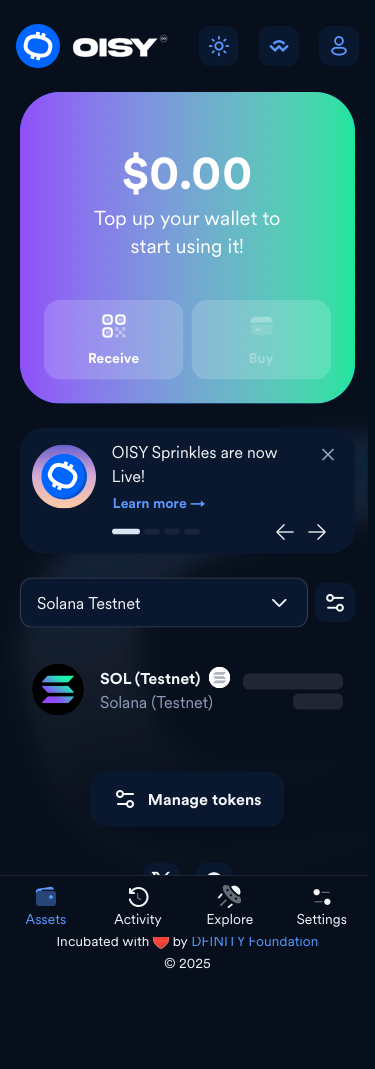 OISY
$0.00
Top up your wallet to
start using it!
Receive
Buy
OISY Sprinkles are now
Live!
Learn more →
Solana Testnet
SOL (Testnet)
Solana (Testnet)
Manage tokens
Assets
Activity
Explore
Settings
Incubated with ❤️ by DFINITY Foundation
© 2025